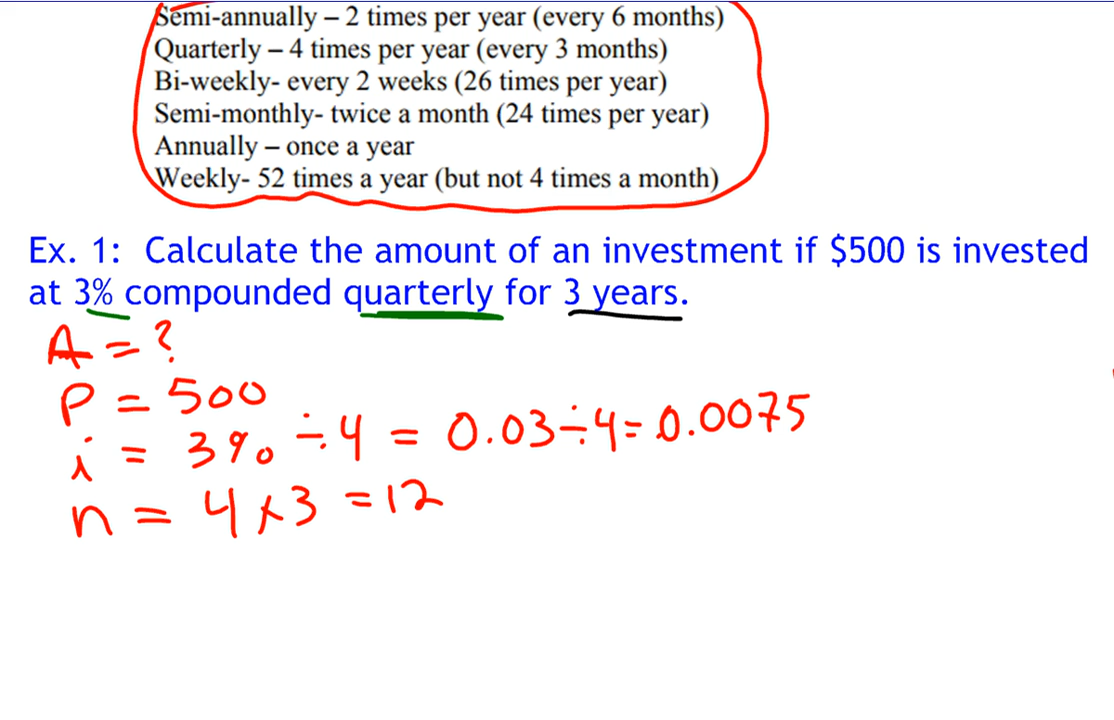 Semi-annually – 2 times per year (every 6 months)
Quarterly – 4 times per year (every 3 months)
Bi-weekly- every 2 weeks (26 times per year)
Semi-monthly- twice a month (24 times per year)
Annually – once a year
Weekly- 52 times a year (but not 4 times a month)
Ex. 1: Calculate the amount of an investment if $500 is invested
at 3% compounded quarterly for 3 years.
A = ?
P = 500
i = 3% ÷ 4 = 0.03÷4= 0.0075
n = 4 x 3 = 12